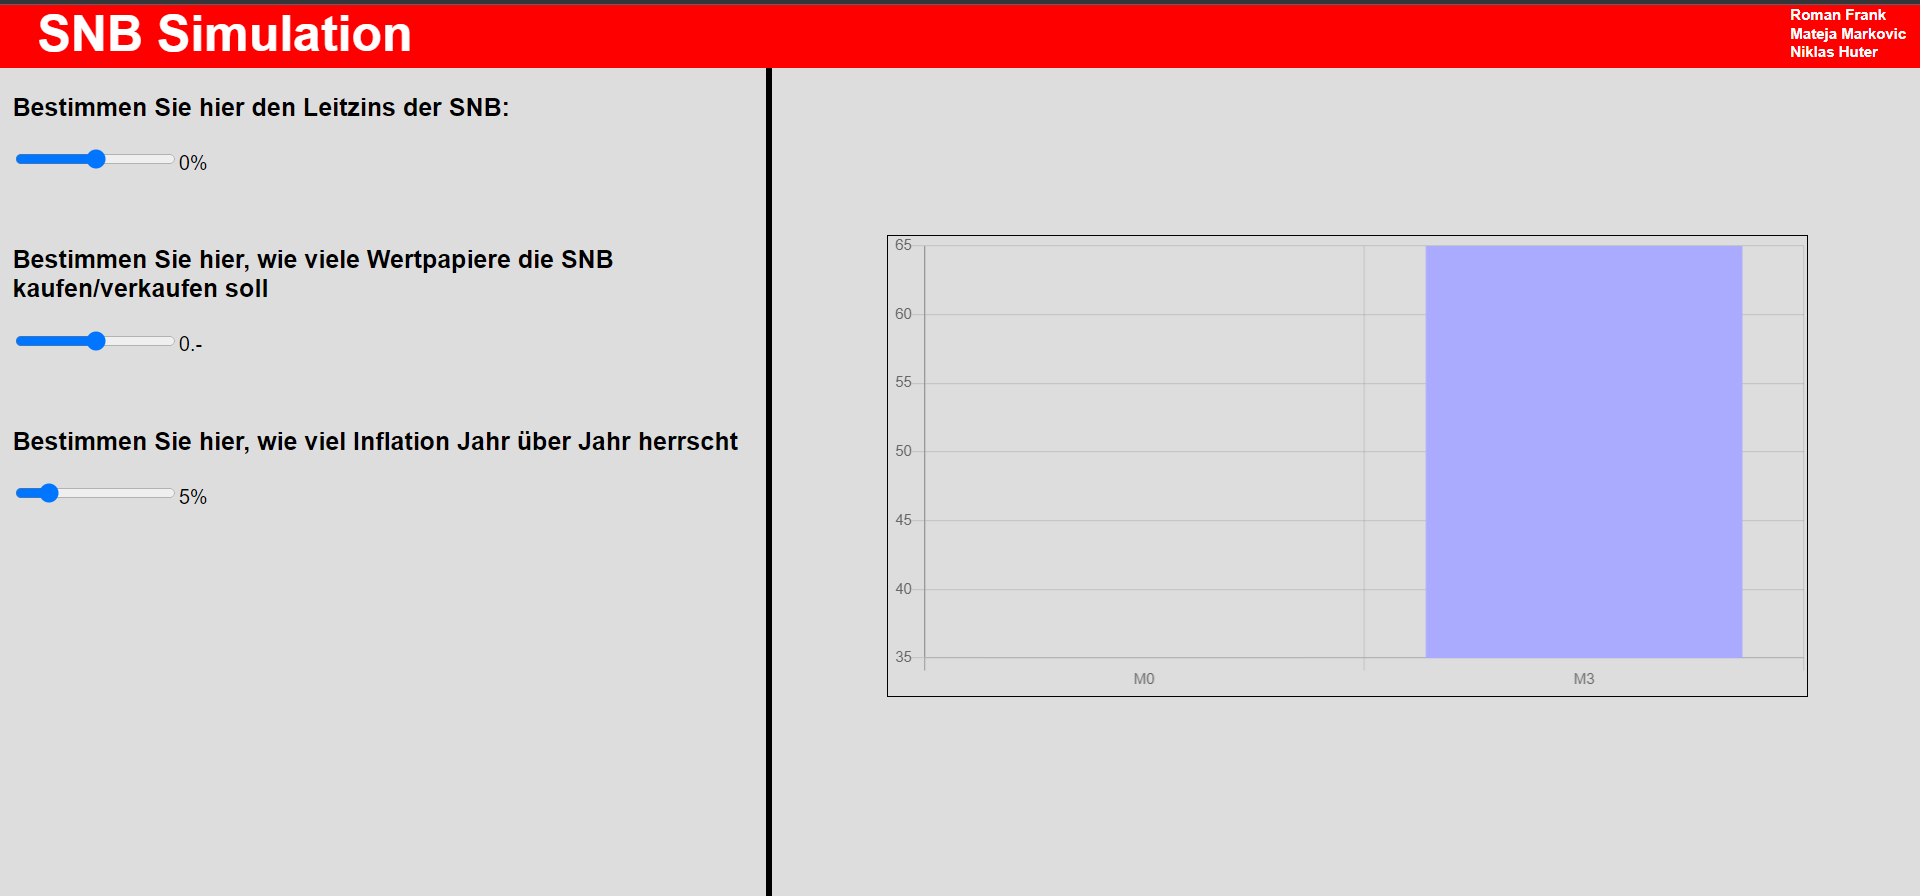 SNB Simulation
Roman Frank
Mateja Markovic
Niklas Huter
Bestimmen Sie hier den Leitzins der SNB:
0%
Bestimmen Sie hier, wie viele Wertpapiere die SNB
kaufen/verkaufen soll
0.-
Bestimmen Sie hier, wie viel Inflation Jahr über Jahr herrscht
5%
65
60
55
50
45
40
35
M0 M3